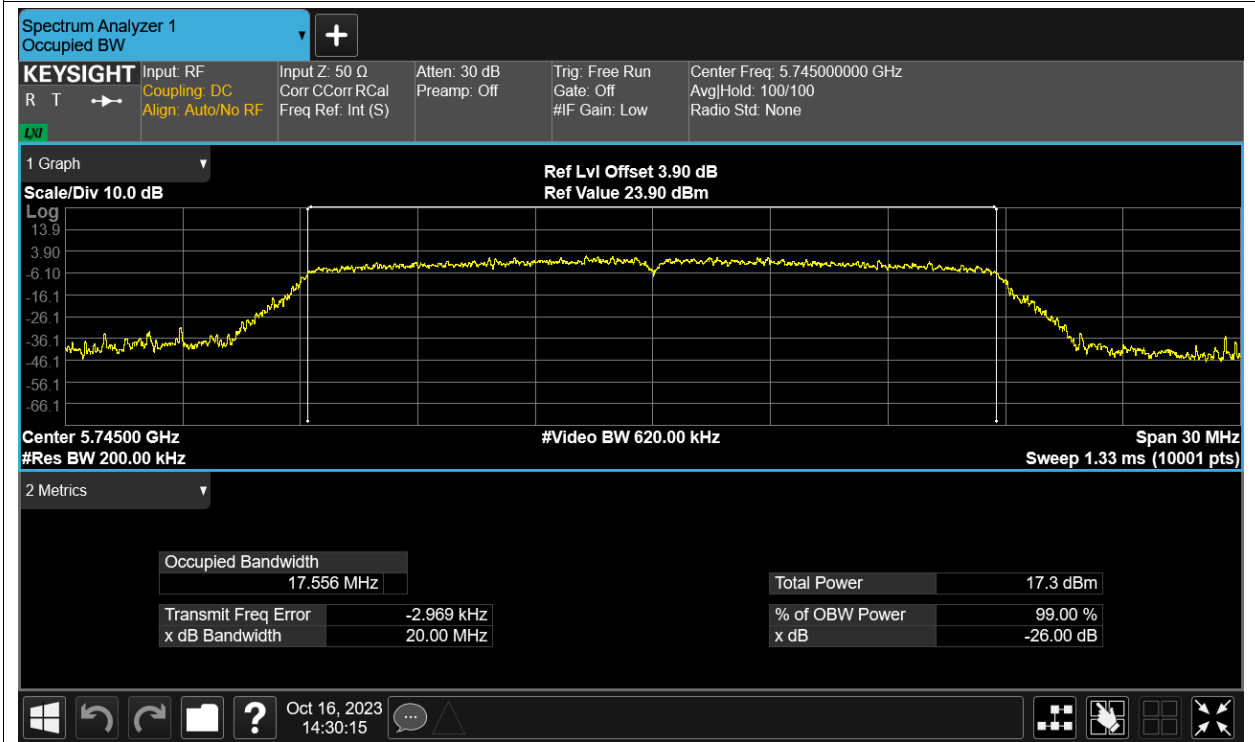 Spectrum Analyzer 1
Occupied BW
KEYSIGHT Input: RF Input Z: 50 Ω Atten: 30 dB Trig: Free Run Center Freq: 5.745000000 GHz
R T Coupling: DC Corr CCorr RCal Preamp: Off Gate: Off Avg|Hold: 100/100
Align: Auto/No RF Freq Ref: Int (S) #IF Gain: Low Radio Std: None
LXI
1 Graph
Ref Lvl Offset 3.90 dB
Scale/Div 10.0 dB Ref Value 23.90 dBm
Log
13.9
3.90
-6.10
-16.1
-26.1
-36.1
-46.1
-56.1
-66.1
Center 5.74500 GHz #Video BW 620.00 kHz Span 30 MHz
#Res BW 200.00 kHz Sweep 1.33 ms (10001 pts)
2 Metrics
Occupied Bandwidth
17.556 MHz Total Power 17.3 dBm
Transmit Freq Error -2.969 kHz % of OBW Power 99.00 %
x dB Bandwidth 20.00 MHz x dB -26.00 dB
? Oct 16, 2023
14:30:15